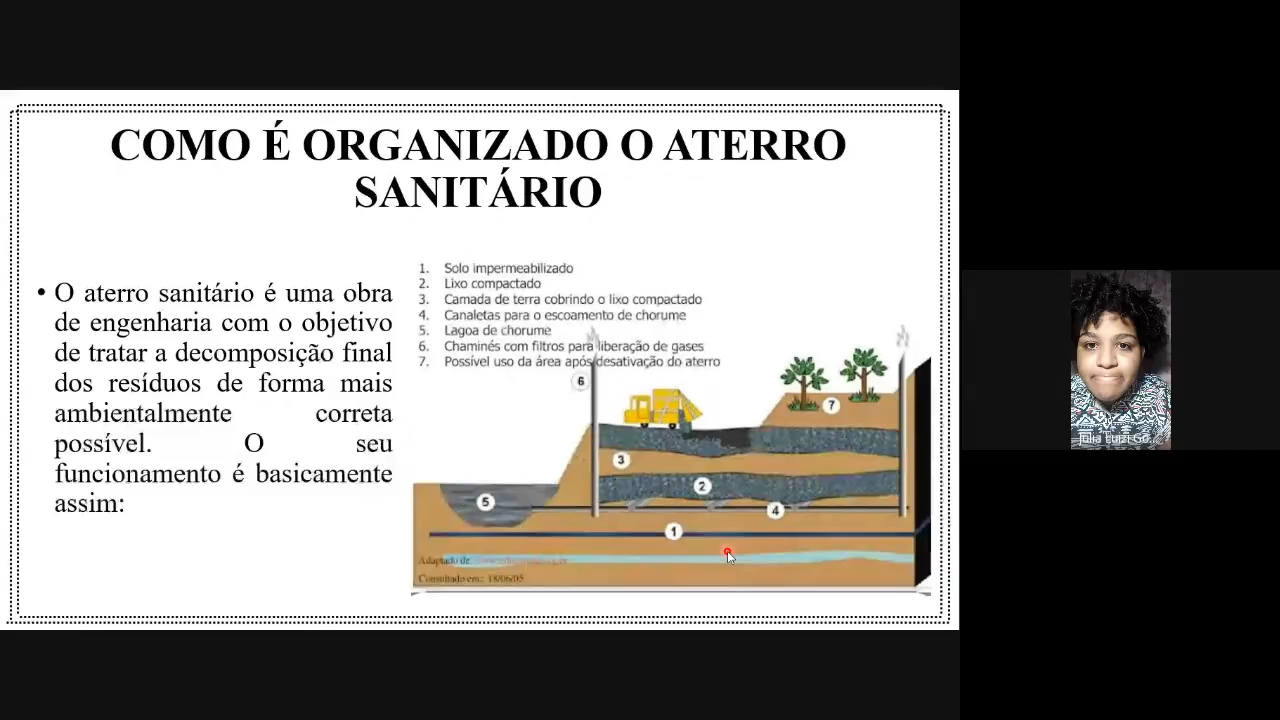 COMO É ORGANIZADO O ATERRO
SANITÁRIO
• O aterro sanitário é uma obra
de engenharia com o objetivo
de tratar a decomposição final
dos resíduos de forma mais
ambientalmente correta
possível. O seu
funcionamento é basicamente
assim:
1. Solo impermeabilizado
2. Lixo compactado
3. Camada de terra cobrindo o lixo compactado
4. Canaletas para o escoamento de chorume
5. Lagoa de chorume
6. Chaminés com filtros para liberação de gases
7. Possível uso da área após desativação do aterro
6
7
3
2
5
4
1
Adaptado de:
Consultado em: 18/06/05